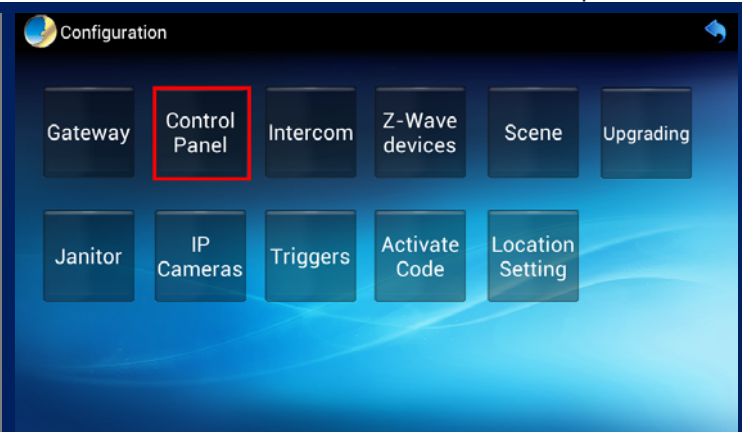 Configuration
Gateway
Control
Panel
Intercom
Z-Wave
devices
Scene
Upgrading
Janitor
IP
Cameras
Triggers
Activate
Code
Location
Setting